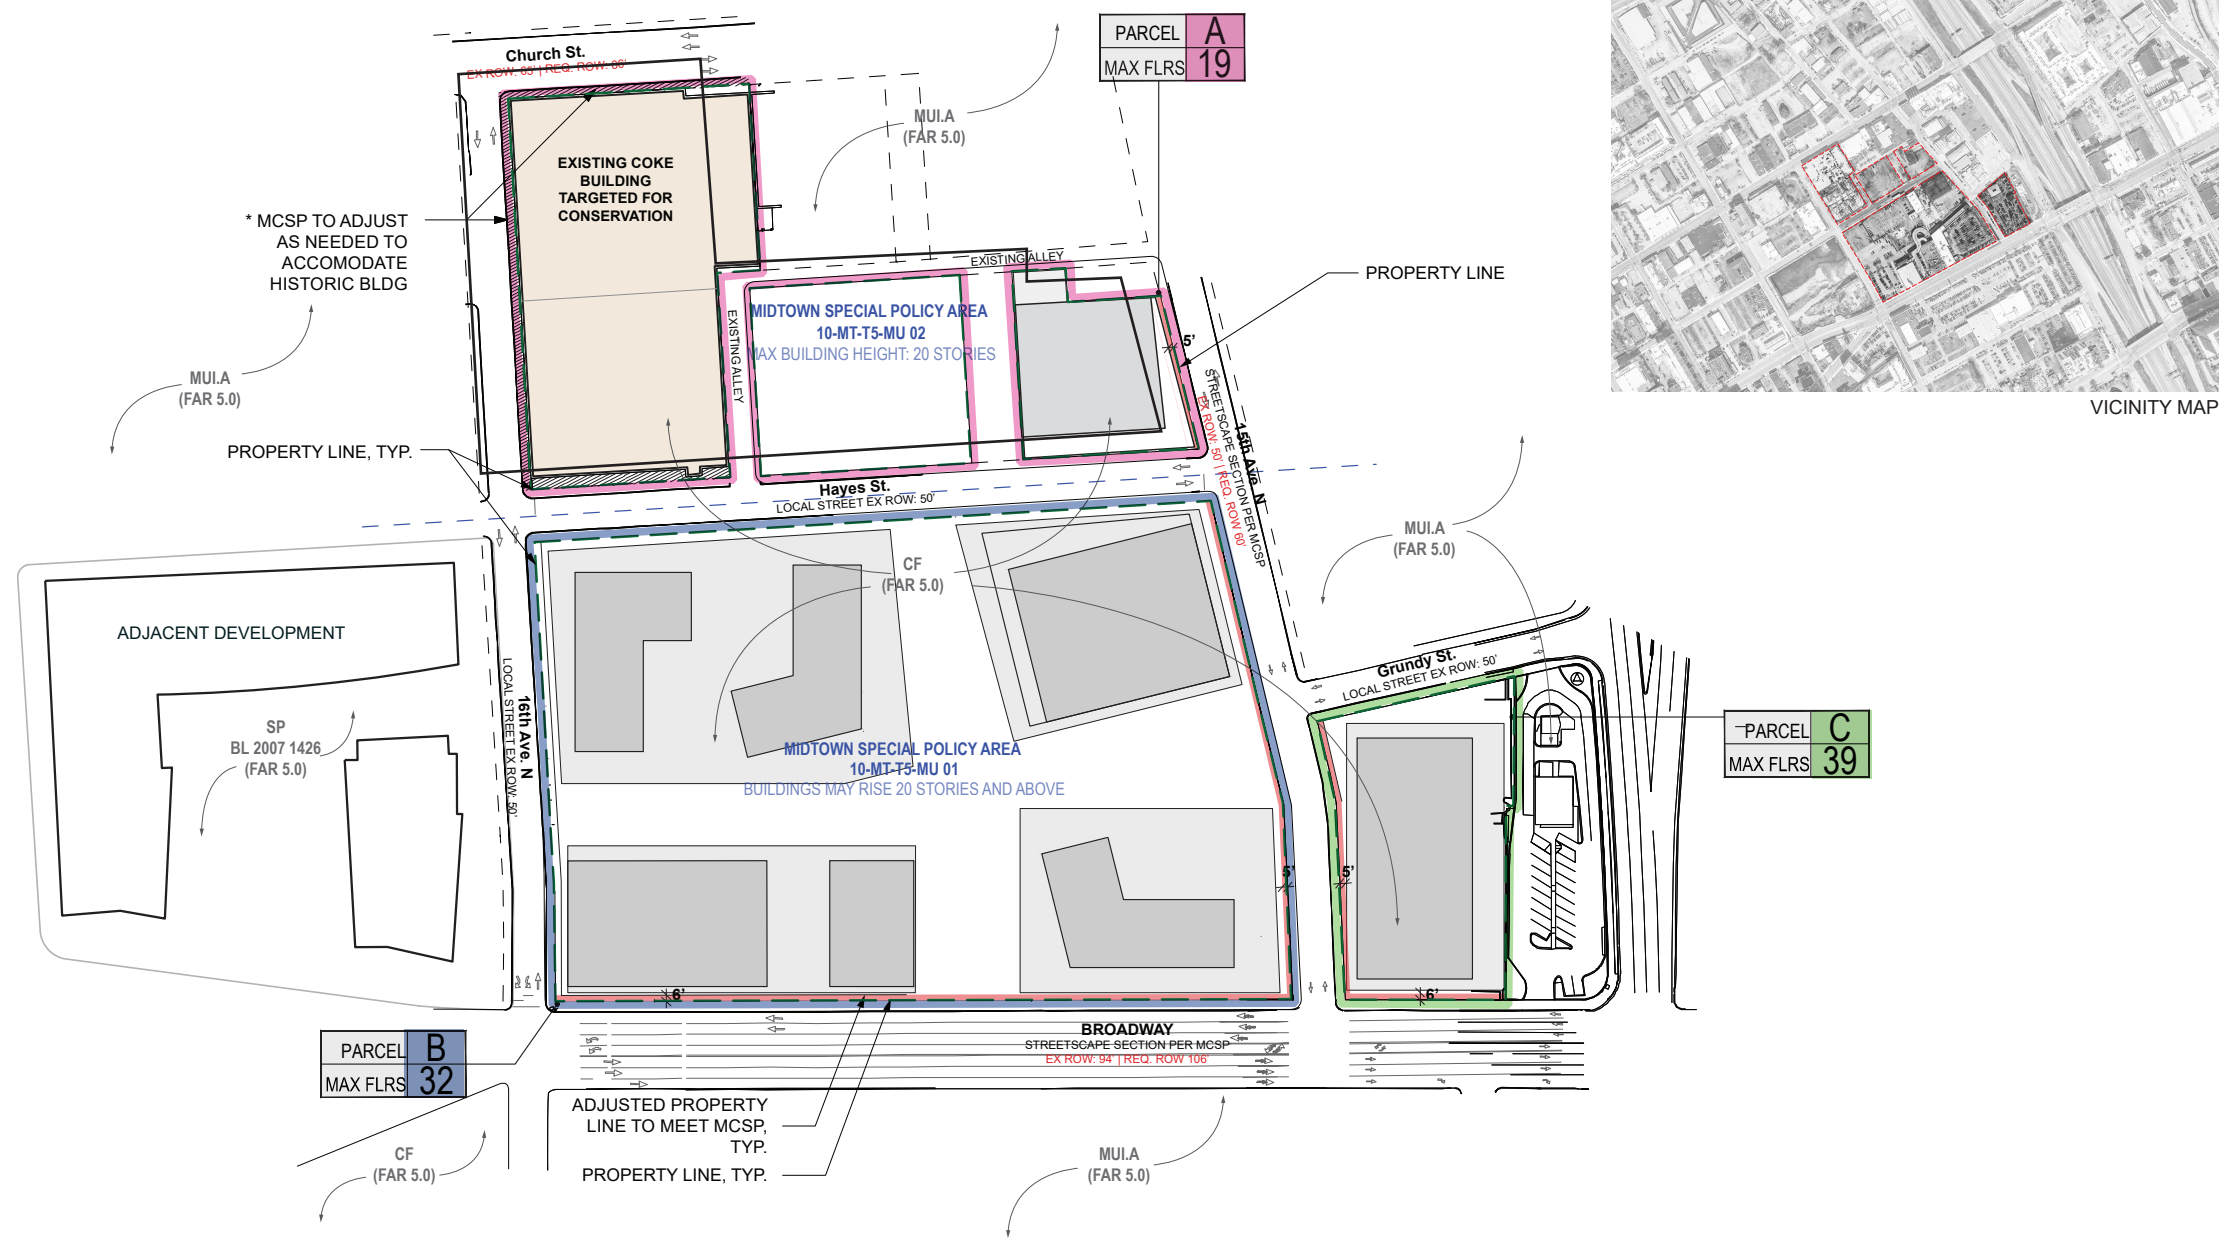 Church St.
EX ROW: 65' | REQ. ROW: 66'
PARCEL A
MAX FLRS 19
MUI.A
(FAR 5.0)
EXISTING COKE
BUILDING
TARGETED FOR
CONSERVATION
* MCSP TO ADJUST
AS NEEDED TO
ACCOMODATE
HISTORIC BLDG
EXISTING ALLEY
PROPERTY LINE
MIDTOWN SPECIAL POLICY AREA
10-MT-T5-MU 02
MAX BUILDING HEIGHT: 20 STORIES
EXISTING ALLEY
5'
MUI.A
(FAR 5.0)
VICINITY MAP
PROPERTY LINE, TYP.
15th Ave. N
STREETSCAPE SECTION PER MCSP
EX ROW: 50' | REQ. ROW 60'
Hayes St.
LOCAL STREET EX ROW: 50'
MUI.A
(FAR 5.0)
CF
(FAR 5.0)
ADJACENT DEVELOPMENT
Grundy St.
LOCAL STREET EX ROW: 50'
16th Ave. N
LOCAL STREET EX ROW: 50'
SP
BL 2007 1426
(FAR 5.0)
MIDTOWN SPECIAL POLICY AREA
10-MT-T5-MU 01
BUILDINGS MAY RISE 20 STORIES AND ABOVE
PARCEL C
MAX FLRS 39
5'
5'
6'
6'
BROADWAY
STREETSCAPE SECTION PER MCSP
EX ROW: 94' | REQ. ROW 106'
PARCEL B
MAX FLRS 32
ADJUSTED PROPERTY
LINE TO MEET MCSP,
TYP.
PROPERTY LINE, TYP.
CF
(FAR 5.0)
MUI.A
(FAR 5.0)